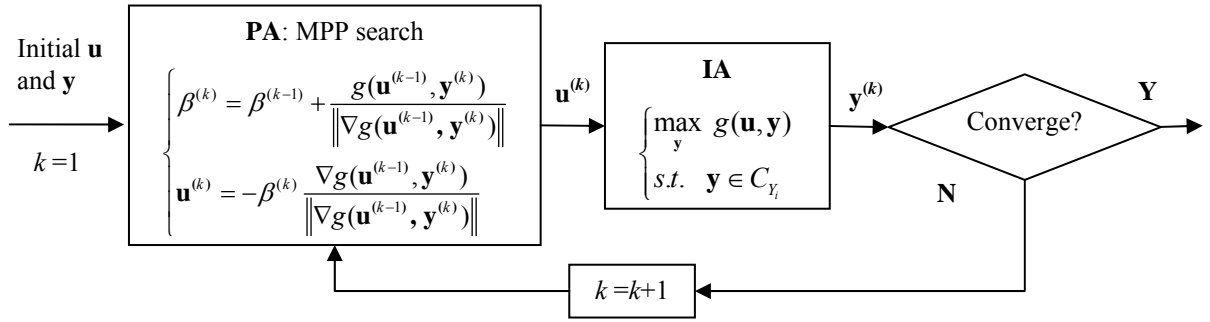 Initial u
and y
k =1
PA: MPP search
β^(k) = β^(k−1) + g(u^(k−1), y^(k)) / ‖∇g(u^(k−1), y^(k))‖
u^(k) = −β^(k) ∇g(u^(k−1), y^(k)) / ‖∇g(u^(k−1), y^(k))‖
u^(k)
IA
max_y g(u, y)
s.t. y ∈ C_{Y_i}
y^(k)
Converge?
Y
N
k =k+1